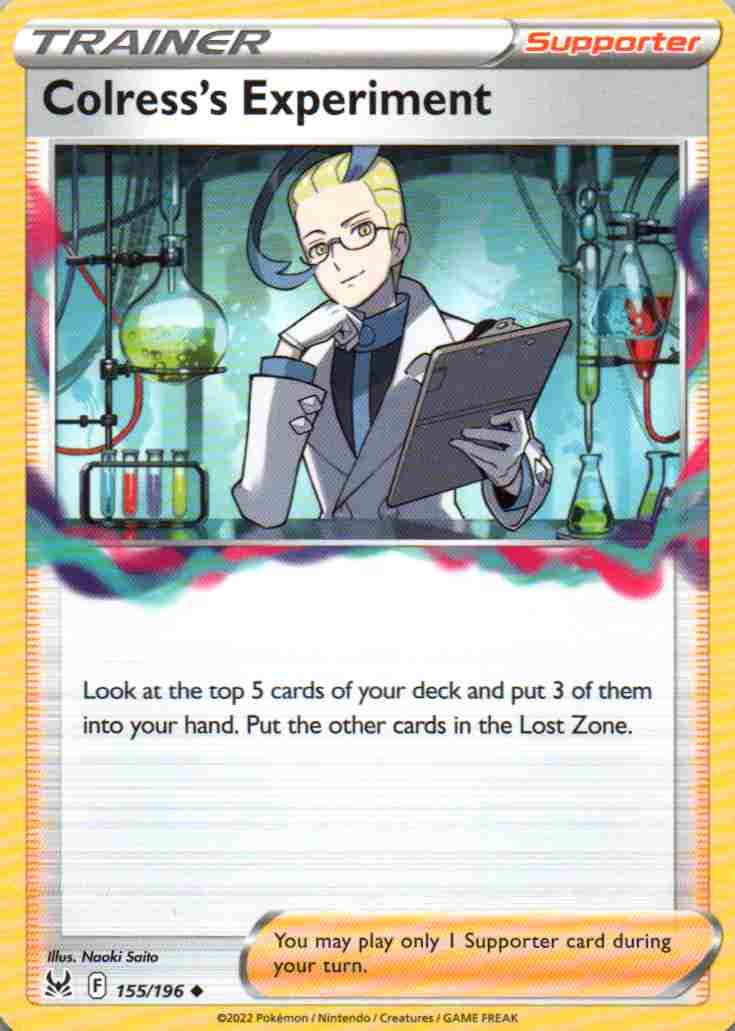 TRAINER
Supporter
Colress's Experiment
Look at the top 5 cards of your deck and put 3 of them
into your hand. Put the other cards in the Lost Zone.
You may play only 1 Supporter card during
your turn.
Illus. Naoki Saito
F 155/196 ◆
©2022 Pokémon / Nintendo / Creatures / GAME FREAK